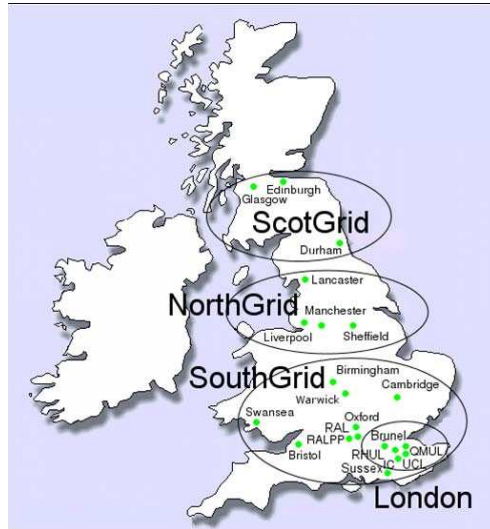 Edinburgh
Glasgow
ScotGrid
Durham
Lancaster
NorthGrid
Manchester
Liverpool
Sheffield
Birmingham
SouthGrid
Cambridge
Warwick
Swansea
Oxford
RAL
Brunel
RALPP
Bristol
RHUL
QMUL
IC
UCL
Sussex
London